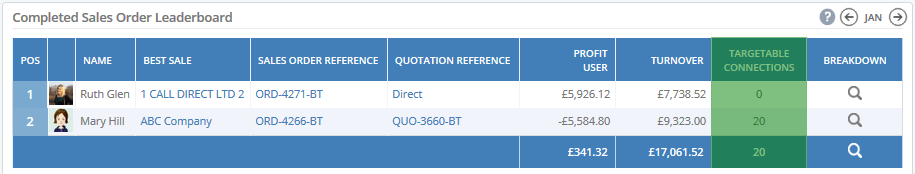 Completed Sales Order Leaderboard ? JAN
POS NAME BEST SALE SALES ORDER REFERENCE QUOTATION REFERENCE PROFIT USER TURNOVER TARGETABLE CONNECTIONS BREAKDOWN
1 Ruth Glen 1 CALL DIRECT LTD 2 ORD-4271-BT Direct £5,926.12 £7,738.52 0
2 Mary Hill ABC Company ORD-4266-BT QUO-3660-BT -£5,584.80 £9,323.00 20
£341.32 £17,061.52 20